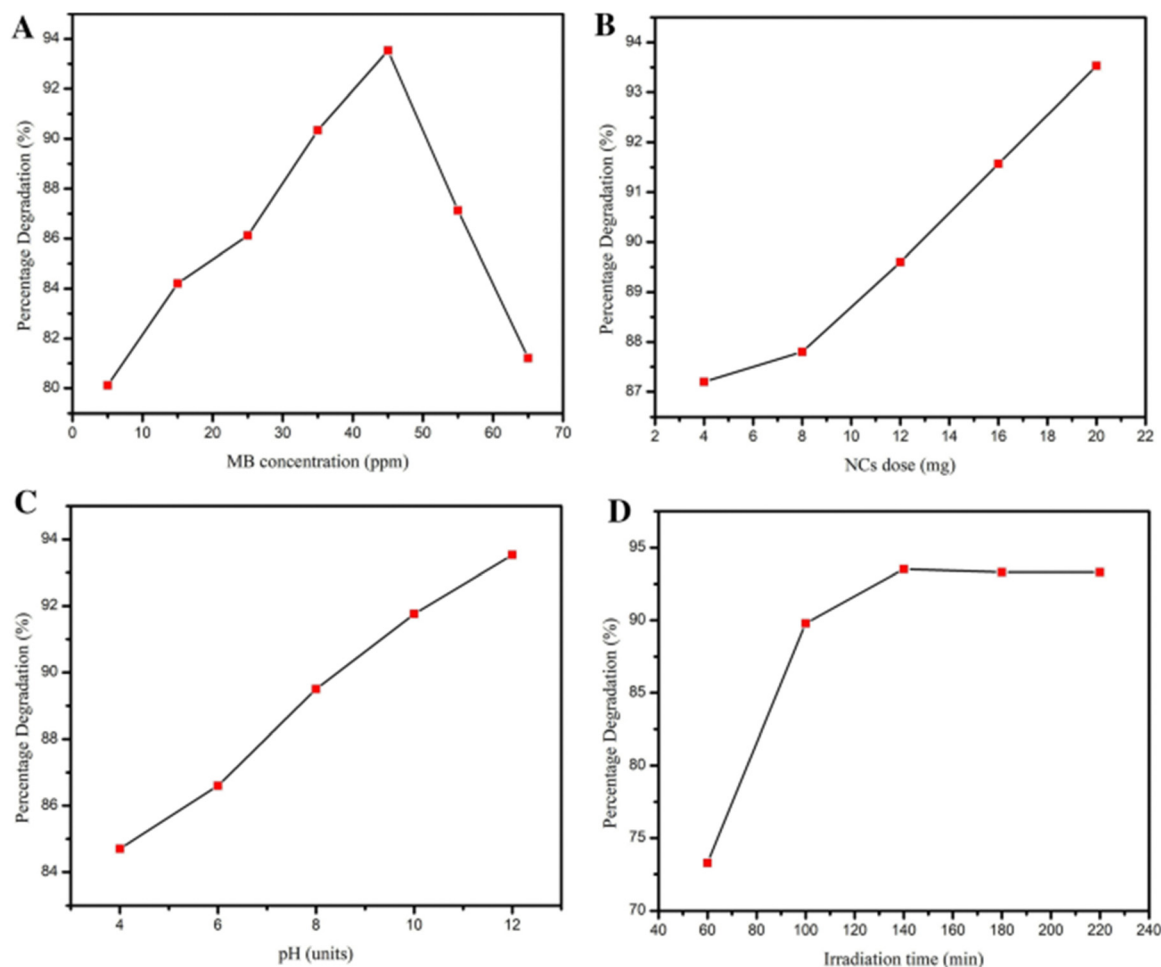 A
Percentage Degradation (%)
94
92
90
88
86
84
82
80
0 10 20 30 40 50 60 70
MB concentration (ppm)
B
Percentage Degradation (%)
94
93
92
91
90
89
88
87
2 4 6 8 10 12 14 16 18 20 22
NCs dose (mg)
C
Percentage Degradation (%)
94
92
90
88
86
84
4 6 8 10 12
pH (units)
D
Percentage Degradation (%)
95
90
85
80
75
70
40 60 80 100 120 140 160 180 200 220 240
Irradiation time (min)